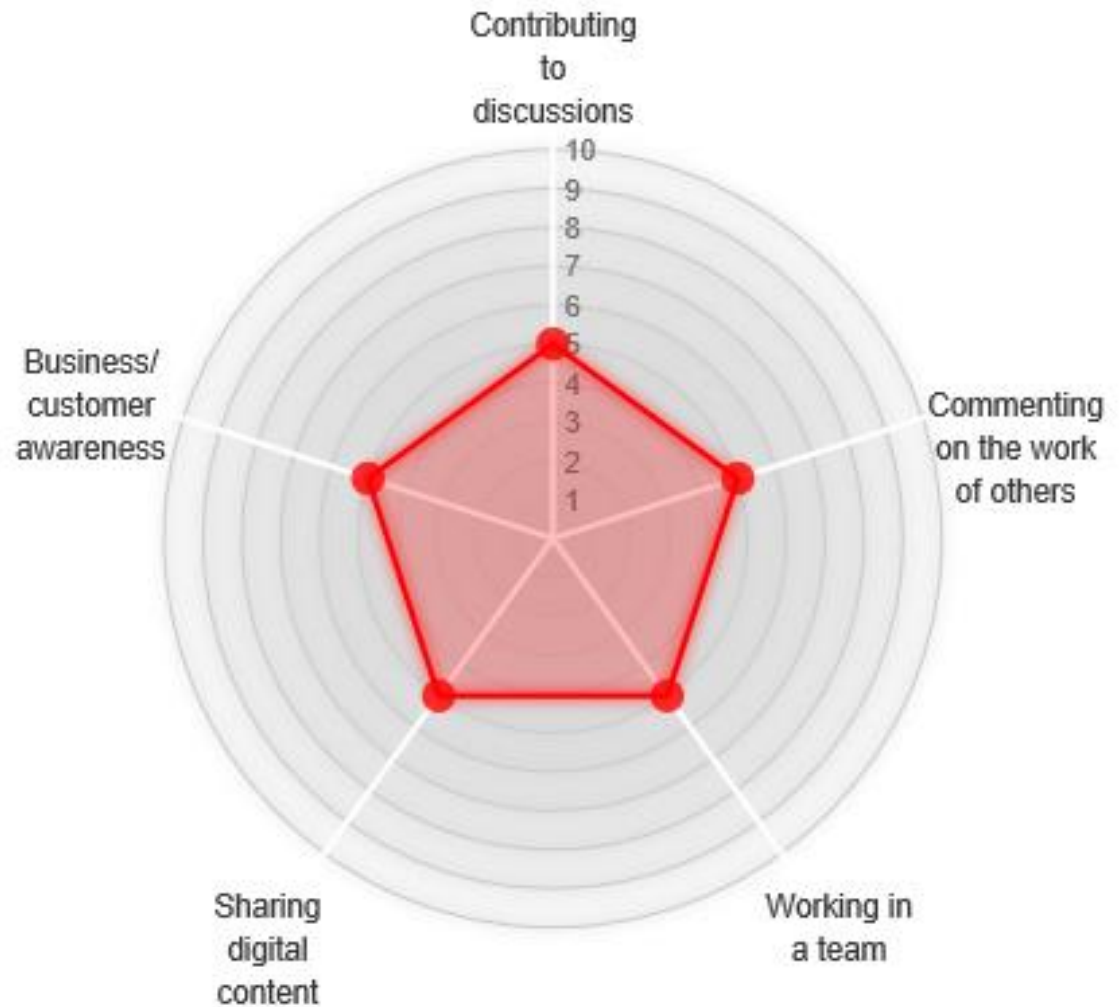 Contributing
to
discussions
10
9
8
7
6
5
4
3
2
1
Business/
customer
awareness
Commenting
on the work
of others
Sharing
digital
content
Working in
a team